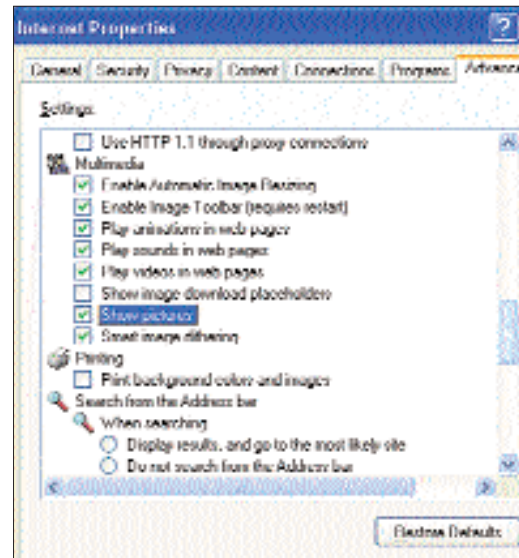 Internet Properties
General Security Privacy Content Connections Programs Advanc
Settings:
Use HTTP 1.1 through proxy connections
Multimedia
Enable Automatic Image Resizing
Enable Image Toolbar (requires restart)
Play animations in web pages
Play sounds in web pages
Play videos in web pages
Show image download placeholders
Show pictures
Smart image dithering
Printing
Print background colors and images
Search from the Address bar
When searching
Display results, and go to the most likely site
Do not search from the Address bar
Restore Defaults